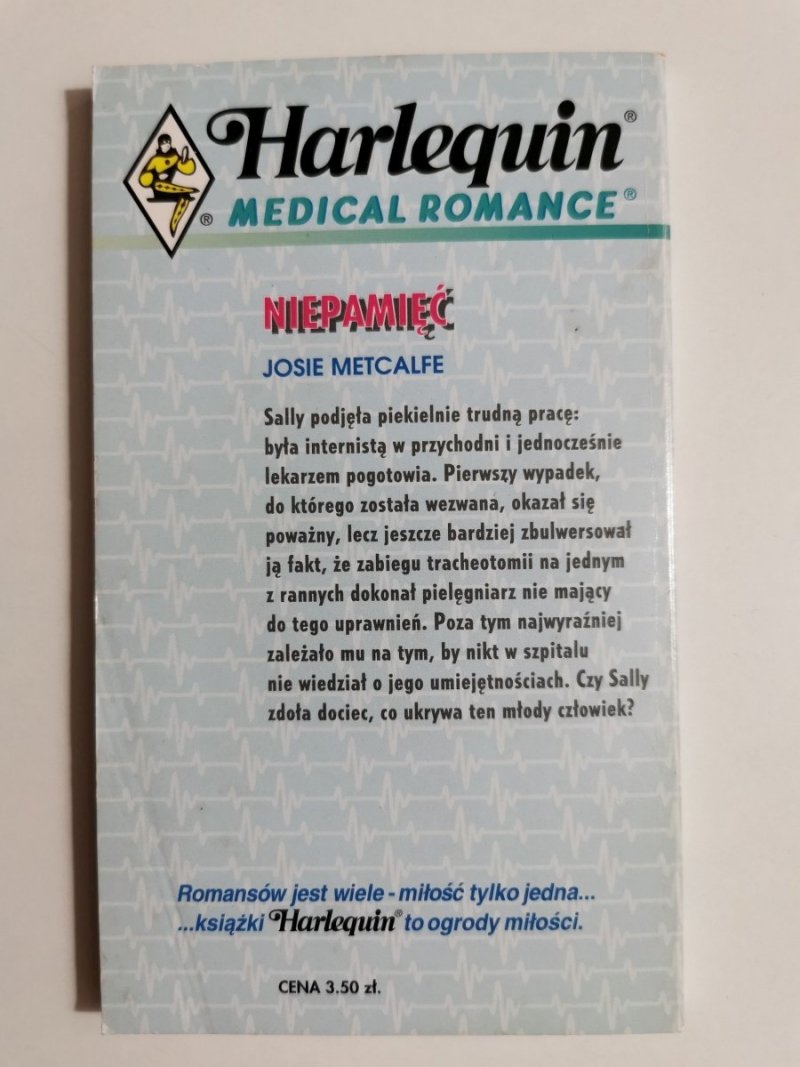 Harlequin®
® MEDICAL ROMANCE®
NIEPAMIĘĆ
JOSIE METCALFE
Sally podjęła piekielnie trudną pracę:
była internistą w przychodni i jednocześnie
lekarzem pogotowia. Pierwszy wypadek,
do którego została wezwana, okazał się
poważny, lecz jeszcze bardziej zbulwersował
ją fakt, że zabiegu tracheotomii na jednym
z rannych dokonał pielęgniarz nie mający
do tego uprawnień. Poza tym najwyraźniej
zależało mu na tym, by nikt w szpitalu
nie wiedział o jego umiejętnościach. Czy Sally
zdoła dociec, co ukrywa ten młody człowiek?
Romansów jest wiele - miłość tylko jedna...
...książki Harlequin® to ogrody miłości.
CENA 3.50 zł.